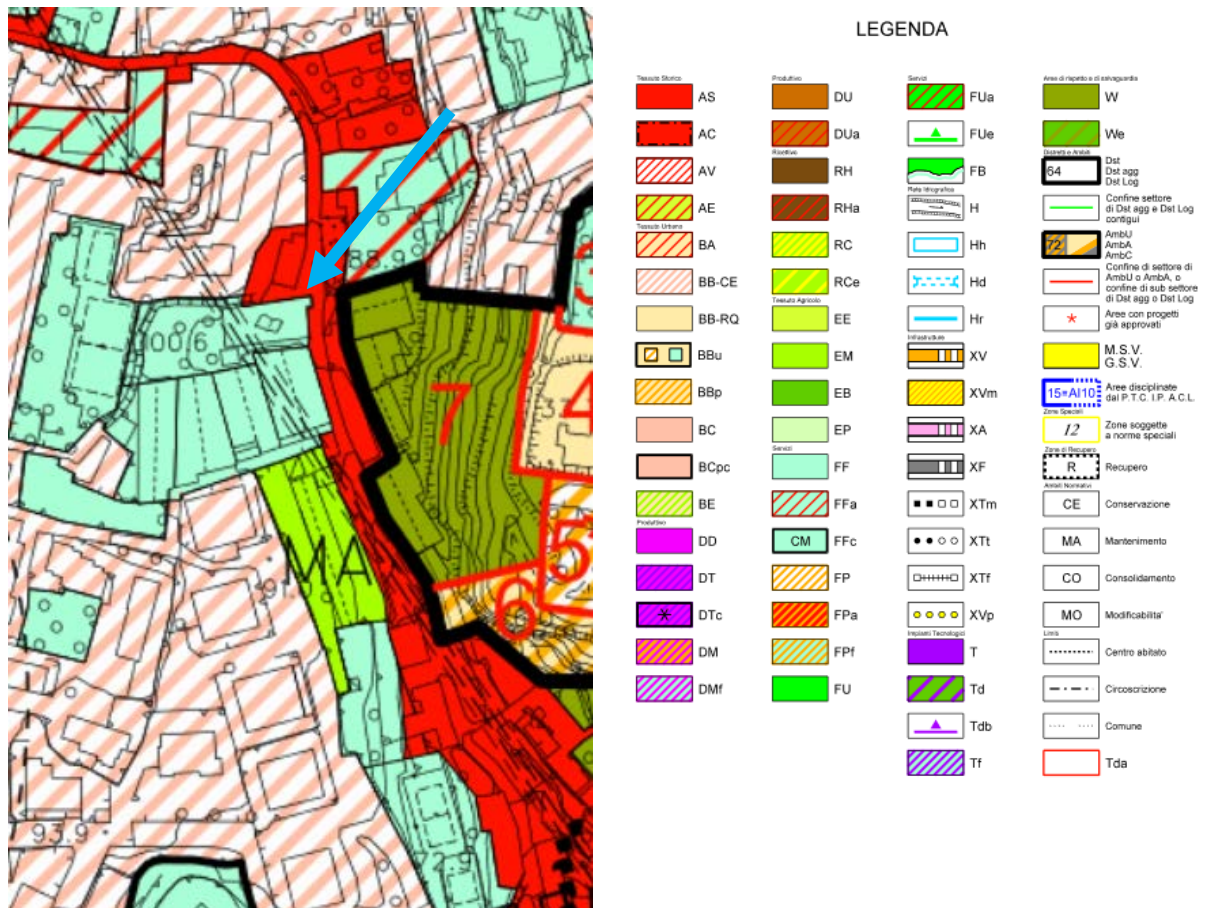 LEGENDA
Tessuto Storico
AS
AC
AV
AE
Tessuto Urbano
BA
BB-CE
BB-RQ
BBu
BBp
BC
BCpc
BE
Produttivo
DD
DT
DTc
DM
DMf
Produttivo
DU
DUa
Ricettivo
RH
RHa
RC
RCe
Tessuto Agricolo
EE
EM
EB
EP
Servizi
FF
FFa
CM FFc
FP
FPa
FPf
FU
Servizi
FUa
FUe
FB
Rete Idrografica
H
Hh
Hd
Hr
Infrastrutture
XV
XVm
XA
XF
XTm
XTt
XTf
XVp
Impianti Tecnologici
T
Td
Tdb
Tf
Aree di rispetto e di salvaguardia
W
We
Distretti e Ambiti
64
Dst
Dst agg
Dst Log
Confine settore
di Dst agg e Dst Log
contigui
72
AmbU
AmbA
AmbC
Confine di settore di
AmbU o AmbA, o
confine di sub settore
di Dst agg o Dst Log
* Aree con progetti
già approvati
M.S.V.
G.S.V.
15=AI10
Aree disciplinate
dal P.T.C. I.P. A.C.L.
Zone Speciali
12
Zone soggette
a norme speciali
Zone di Recupero
R Recupero
Ambiti Normativi
CE Conservazione
MA Mantenimento
CO Consolidamento
MO Modificabilita'
Limiti
Centro abitato
Circoscrizione
Comune
Tda
7
4
5
6
MA
93.9